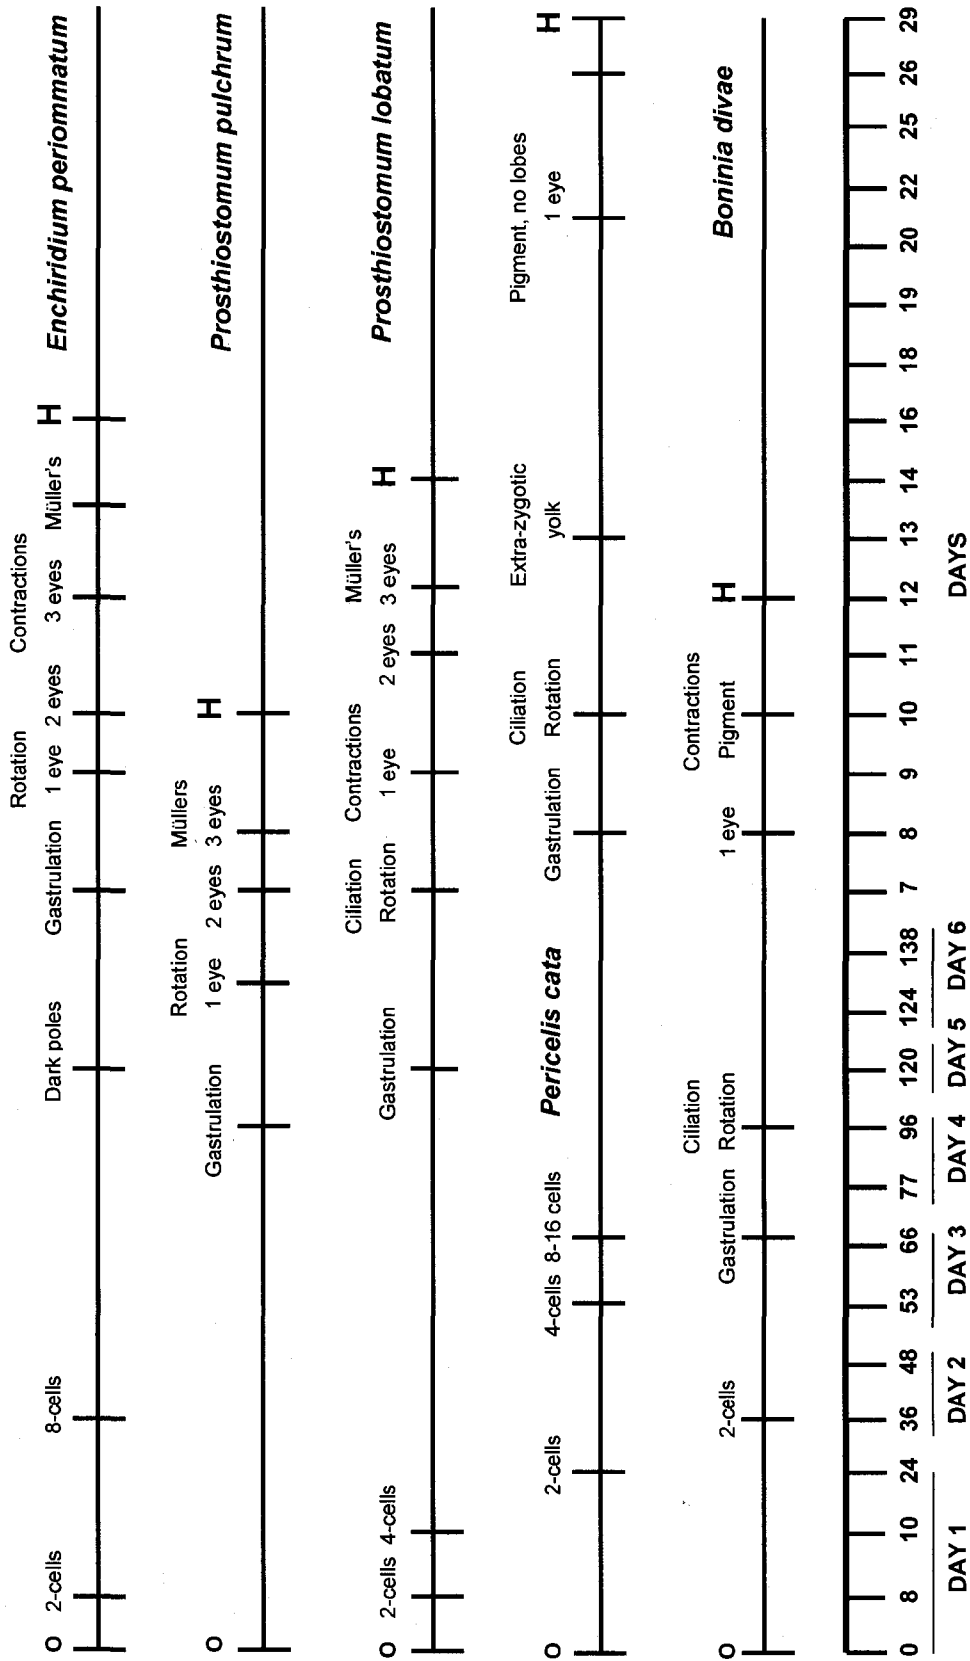 Enchiridium periommatum
Rotation Contractions
O 2-cells 8-cells Dark poles Gastrulation 1 eye 2 eyes 3 eyes Müller's H
Prosthiostomum pulchrum
Rotation Müllers
O Gastrulation 1 eye 2 eyes 3 eyes H
Prosthiostomum lobatum
Ciliation Contractions Müller's
O 2-cells 4-cells Gastrulation Rotation 1 eye 2 eyes 3 eyes H
Pericelis cata
Ciliation Extra-zygotic Pigment, no lobes
O 2-cells 4-cells 8-16 cells Gastrulation Rotation yolk 1 eye H
Boninia divae
Ciliation Contractions
O 2-cells Gastrulation Rotation 1 eye Pigment H
0 8 10 24 36 48 53 66 77 96 120 124 138 7 8 9 10 11 12 13 14 16 18 19 20 22 25 26 29
DAY 1 DAY 2 DAY 3 DAY 4 DAY 5 DAY 6
DAYS